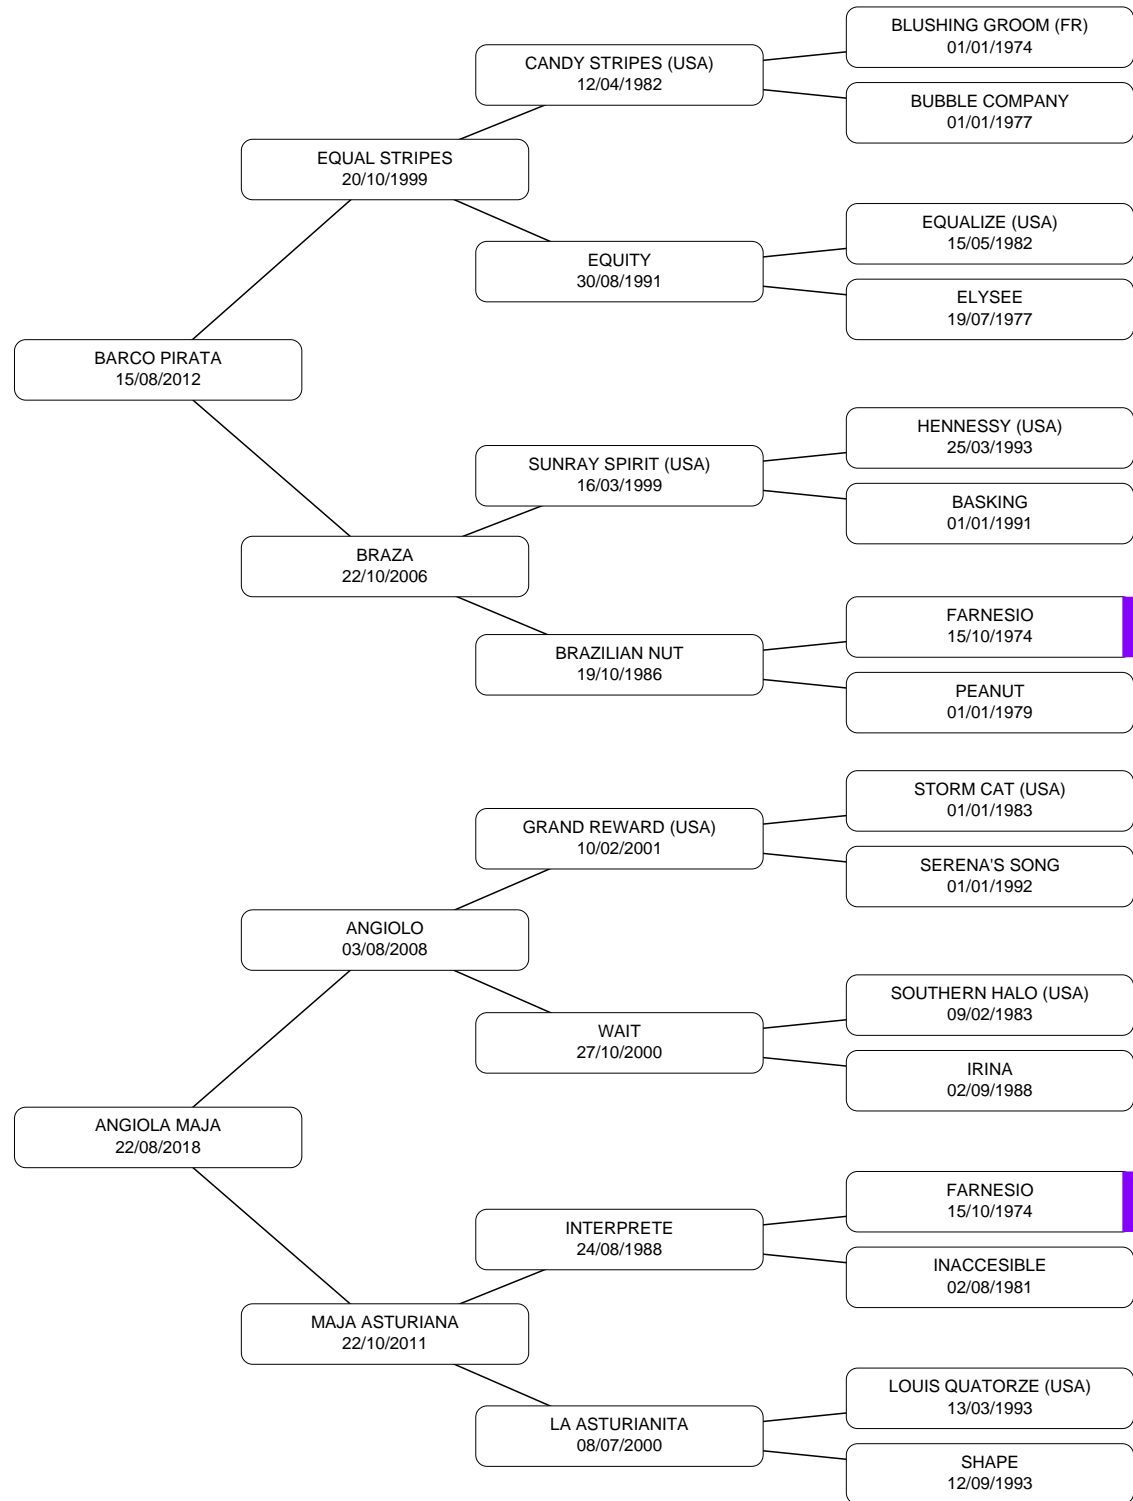 BLUSHING GROOM (FR)
01/01/1974
CANDY STRIPES (USA)
12/04/1982
BUBBLE COMPANY
01/01/1977
EQUAL STRIPES
20/10/1999
EQUALIZE (USA)
15/05/1982
EQUITY
30/08/1991
ELYSEE
19/07/1977
BARCO PIRATA
15/08/2012
HENNESSY (USA)
25/03/1993
SUNRAY SPIRIT (USA)
16/03/1999
BASKING
01/01/1991
BRAZA
22/10/2006
FARNESIO
15/10/1974
BRAZILIAN NUT
19/10/1986
PEANUT
01/01/1979
STORM CAT (USA)
01/01/1983
GRAND REWARD (USA)
10/02/2001
SERENA'S SONG
01/01/1992
ANGIOLO
03/08/2008
SOUTHERN HALO (USA)
09/02/1983
WAIT
27/10/2000
IRINA
02/09/1988
ANGIOLA MAJA
22/08/2018
FARNESIO
15/10/1974
INTERPRETE
24/08/1988
INACCESIBLE
02/08/1981
MAJA ASTURIANA
22/10/2011
LOUIS QUATORZE (USA)
13/03/1993
LA ASTURIANITA
08/07/2000
SHAPE
12/09/1993